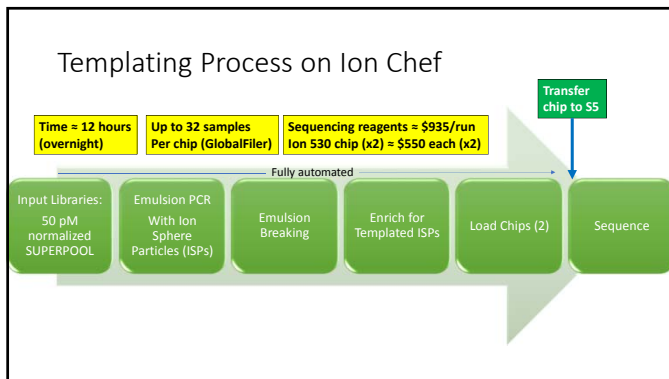 Templating Process on Ion Chef
Transfer
chip to S5
Time ≈ 12 hours
(overnight)
Up to 32 samples
Per chip (GlobalFiler)
Sequencing reagents ≈ $935/run
Ion 530 chip (x2) ≈ $550 each (x2)
Fully automated
Input Libraries:
50 pM
normalized
SUPERPOOL
Emulsion PCR
With Ion
Sphere
Particles (ISPs)
Emulsion
Breaking
Enrich for
Templated ISPs
Load Chips (2)
Sequence